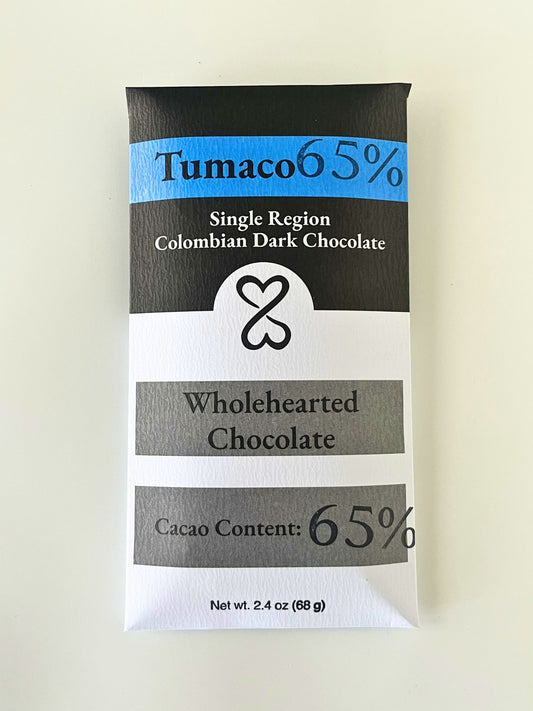 Tumaco65%
Single Region
Colombian Dark Chocolate
Wholehearted
Chocolate
Cacao Content: 65%
Net wt. 2.4 oz (68 g)